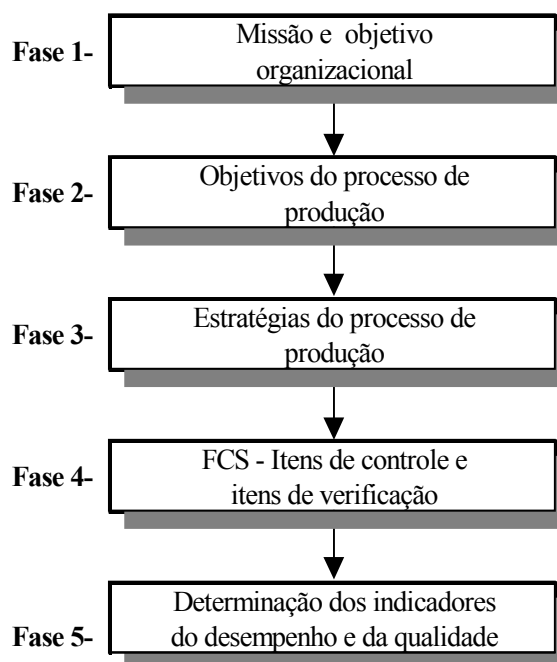 Fase 1-
Missão e objetivo
organizacional
Fase 2-
Objetivos do processo de
produção
Fase 3-
Estratégias do processo de
produção
Fase 4-
FCS - Itens de controle e
itens de verificação
Fase 5-
Determinação dos indicadores
do desempenho e da qualidade